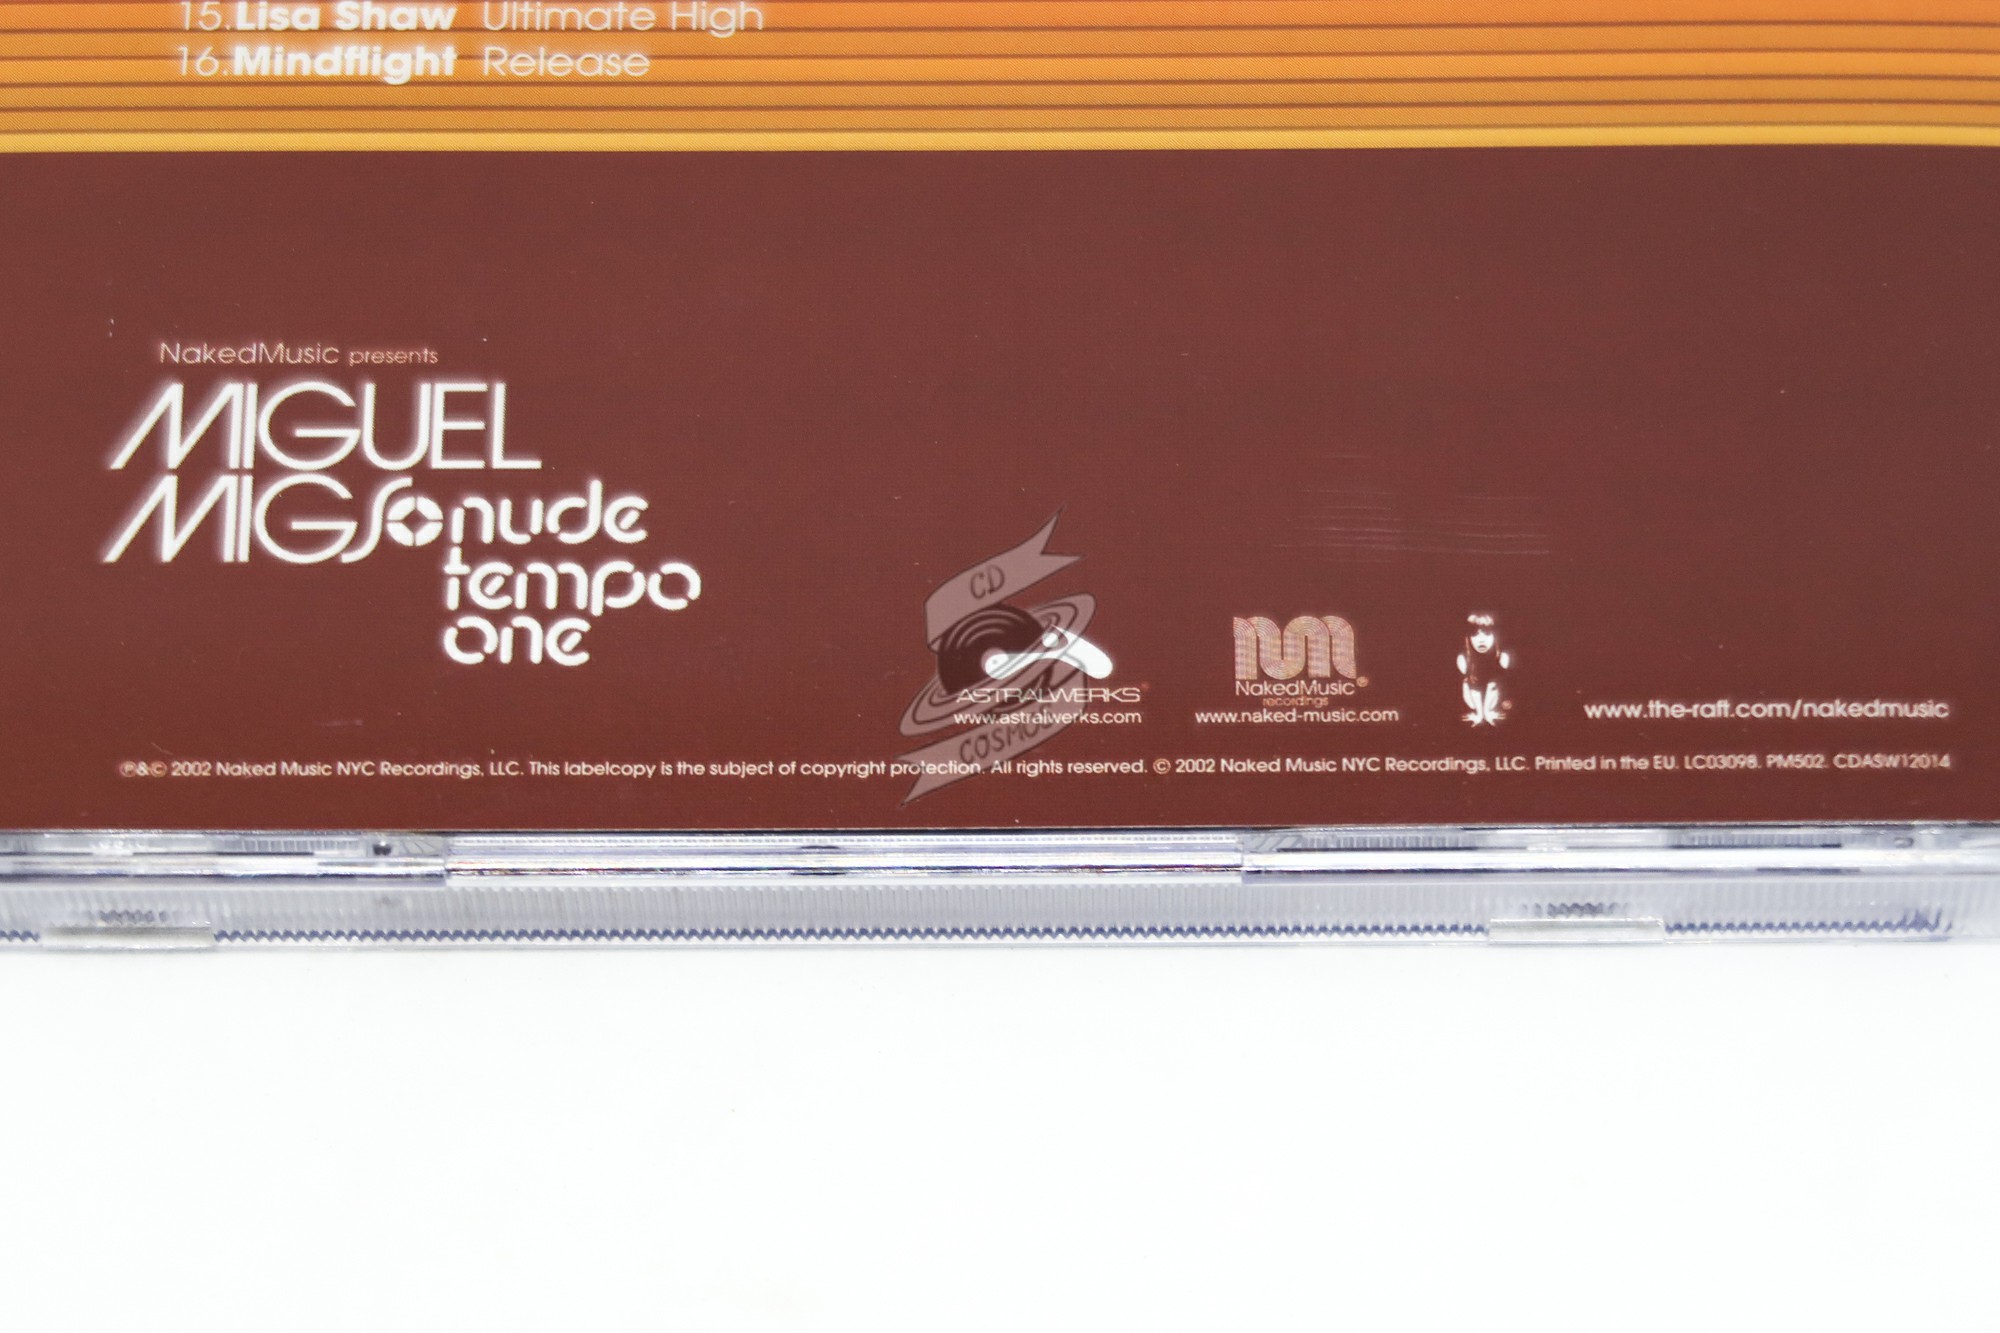 15.Lisa Shaw Ultimate High
16.Mindflight Release
NakedMusic presents
MIGUEL
MIGS nude
tempo
one
CD
COSMOS
ASTRALWERKS
www.astralwerks.com
nm
NakedMusic®
recordings
www.naked-music.com
www.the-raft.com/nakedmusic
℗&© 2002 Naked Music NYC Recordings, LLC. This labelcopy is the subject of copyright protection. All rights reserved. © 2002 Naked Music NYC Recordings, LLC. Printed in the EU. LC03098. PM502. CDASW12014